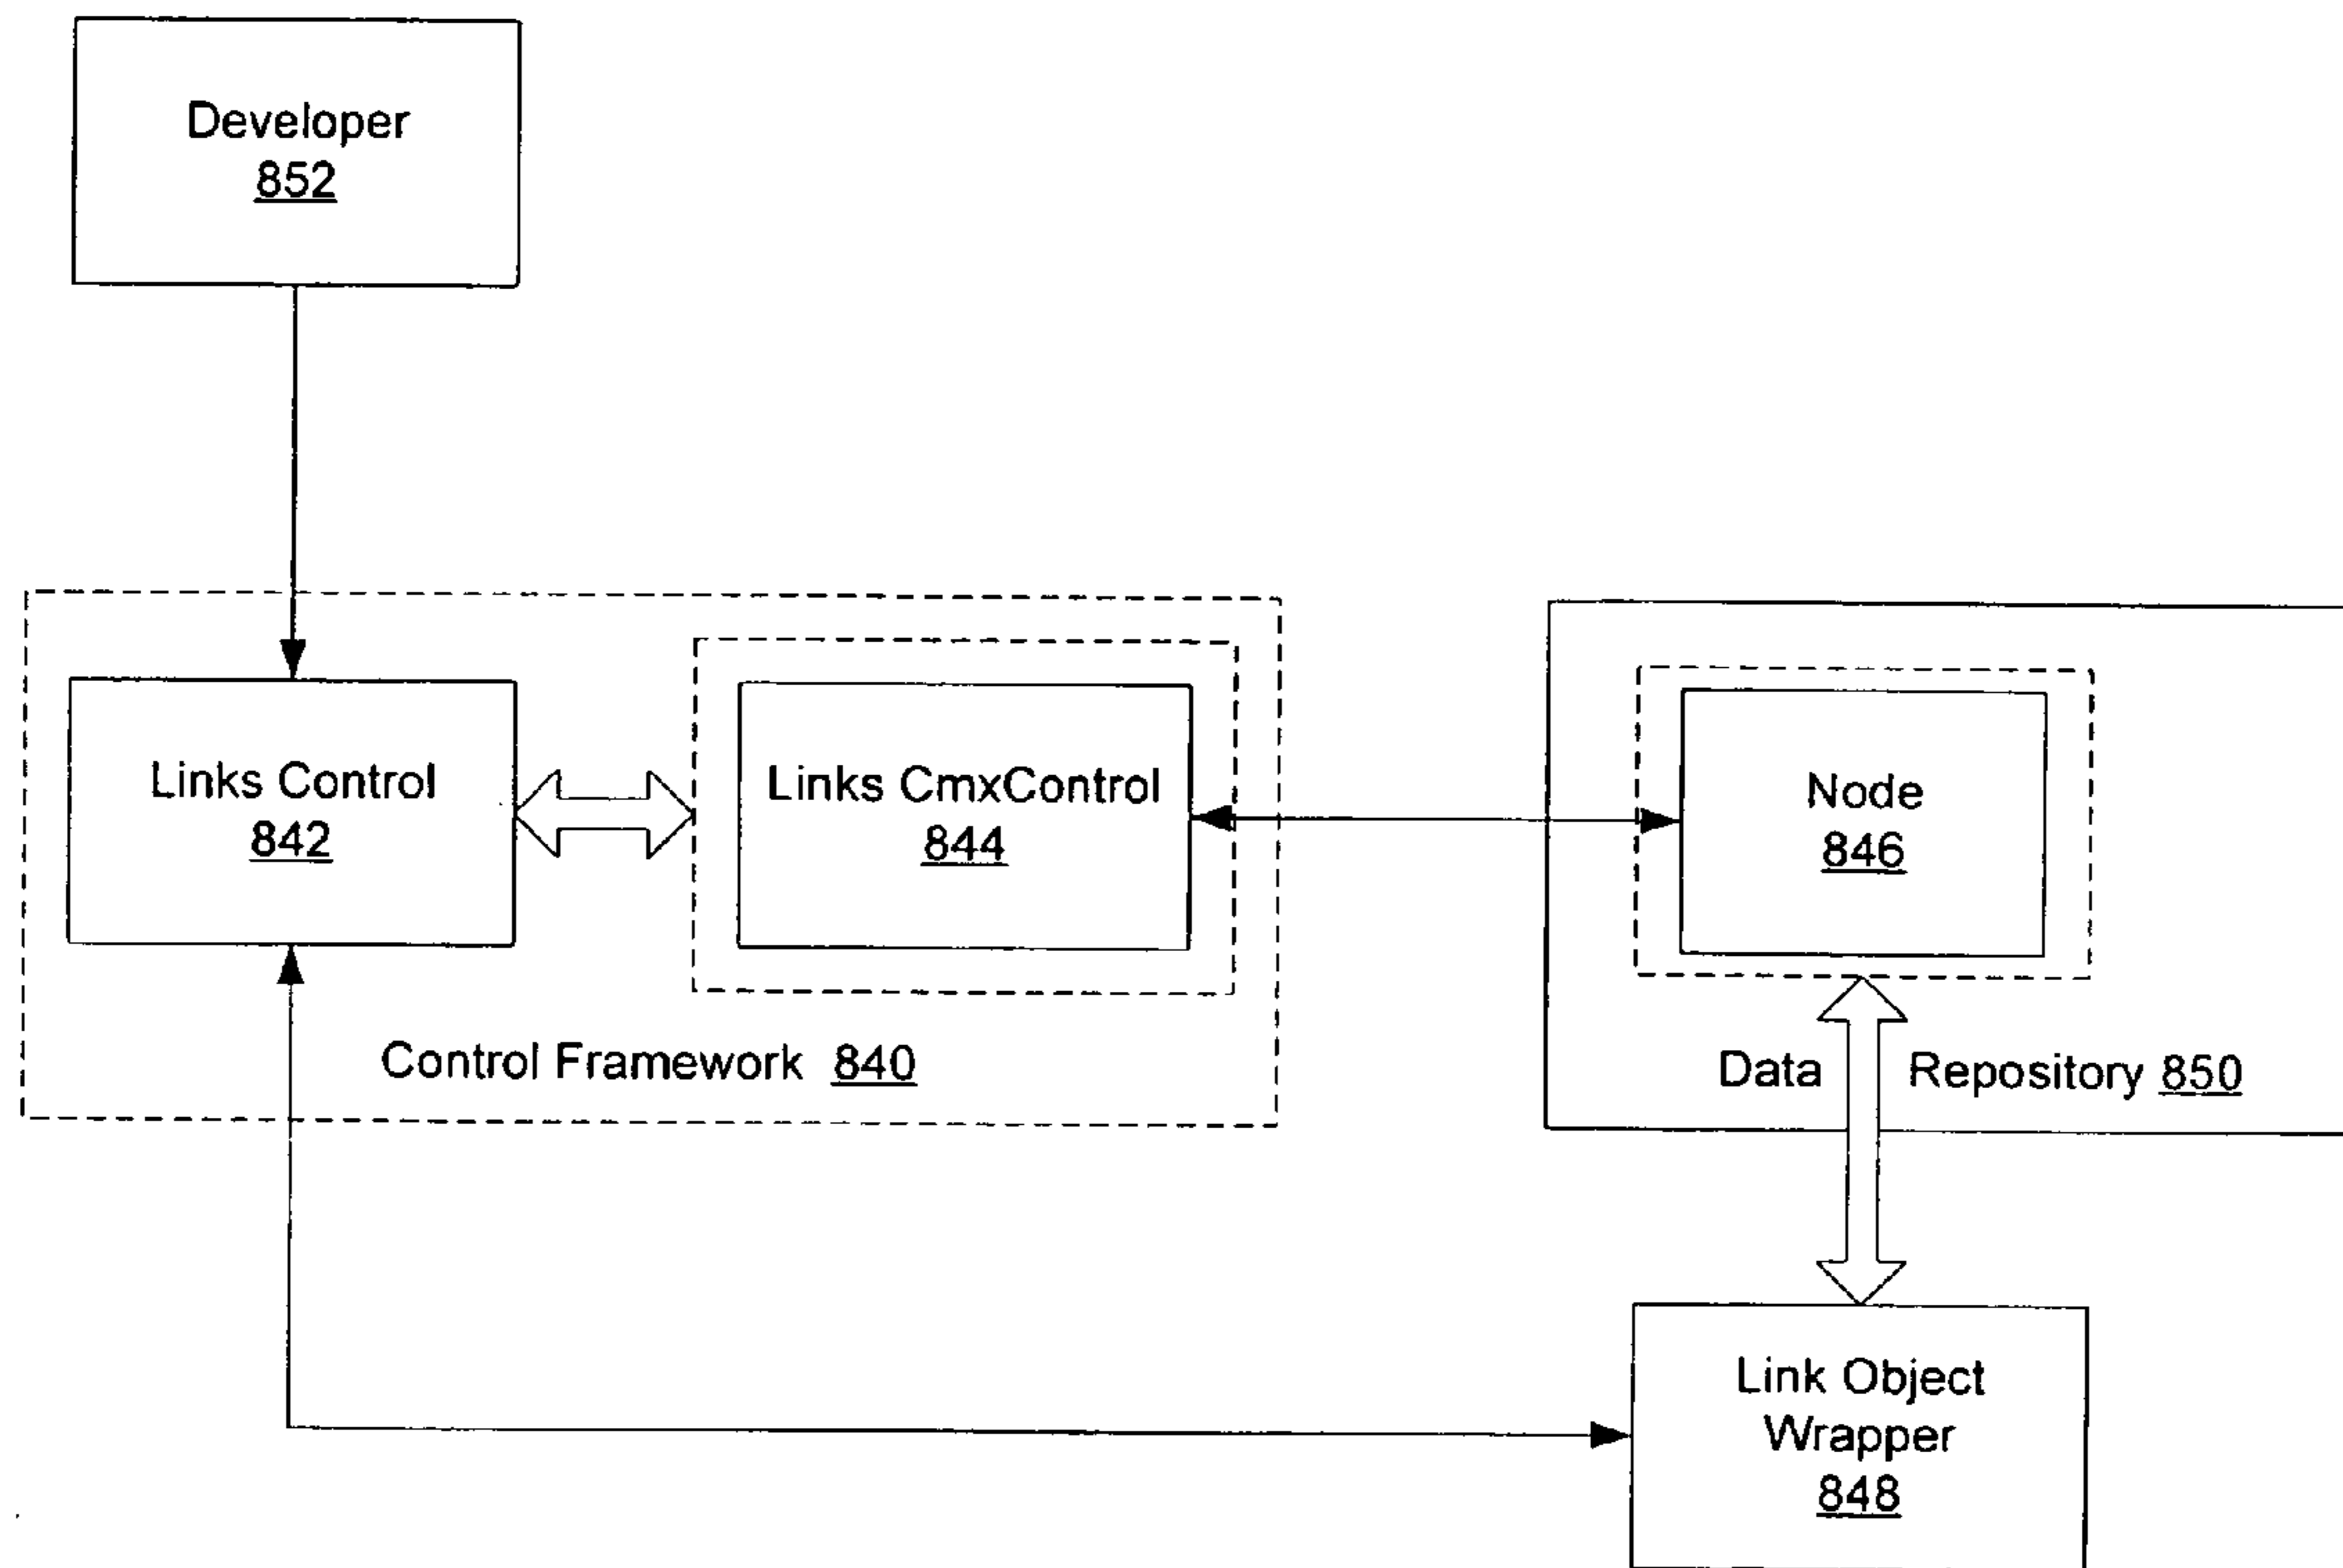 Developer
852
Links Control
842
Links CmxControl
844
Node
846
Control Framework 840
Data Repository 850
Link Object
Wrapper
848